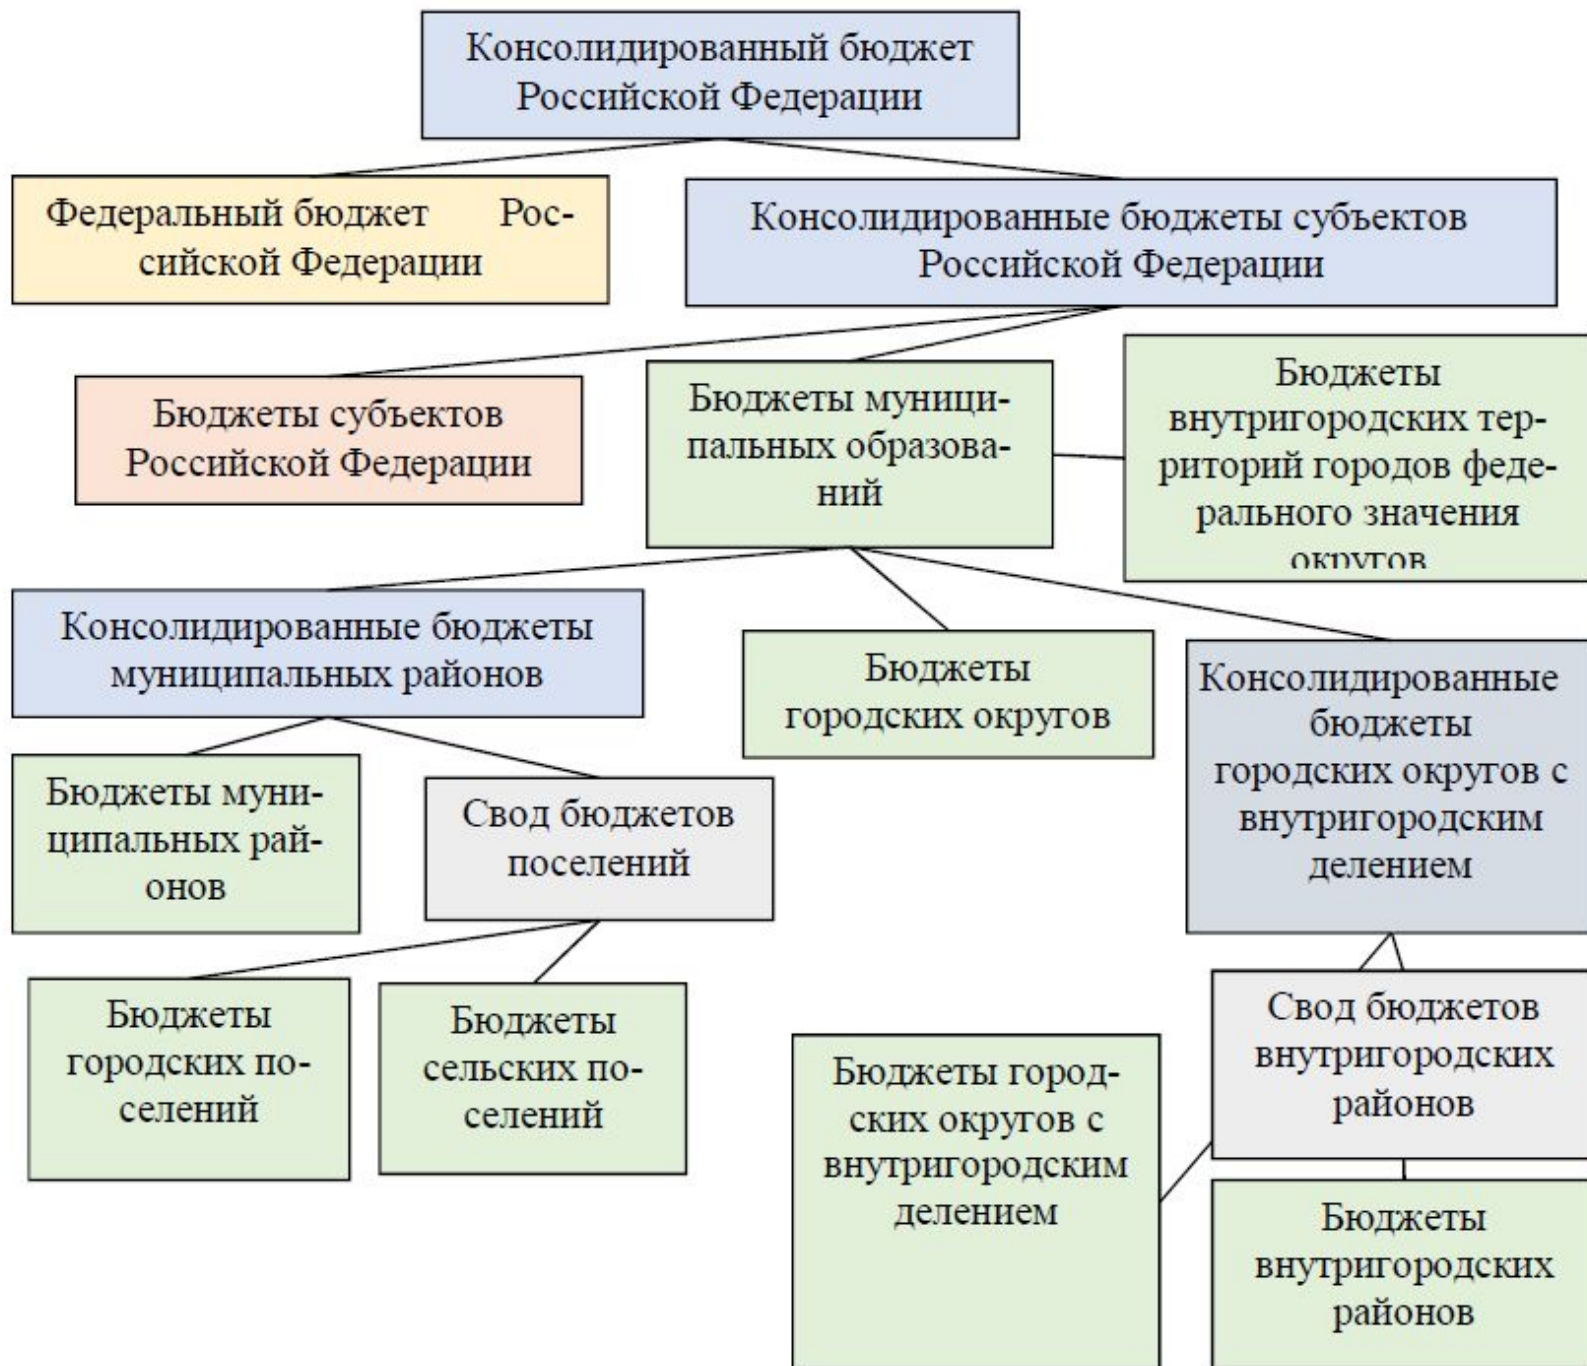 Консолидированный бюджет
Российской Федерации
Федеральный бюджет Рос-
сийской Федерации
Консолидированные бюджеты субъектов
Российской Федерации
Бюджеты субъектов
Российской Федерации
Бюджеты муници-
пальных образова-
ний
Бюджеты
внутригородских тер-
риторий городов феде-
рального значения
округов
Консолидированные бюджеты
муниципальных районов
Бюджеты
городских округов
Консолидированные
бюджеты
городских округов с
внутригородским
делением
Бюджеты муни-
ципальных рай-
онов
Свод бюджетов
поселений
Бюджеты
городских по-
селений
Бюджеты
сельских по-
селений
Бюджеты город-
ских округов с
внутригородским
делением
Свод бюджетов
внутригородских
районов
Бюджеты
внутригородских
районов